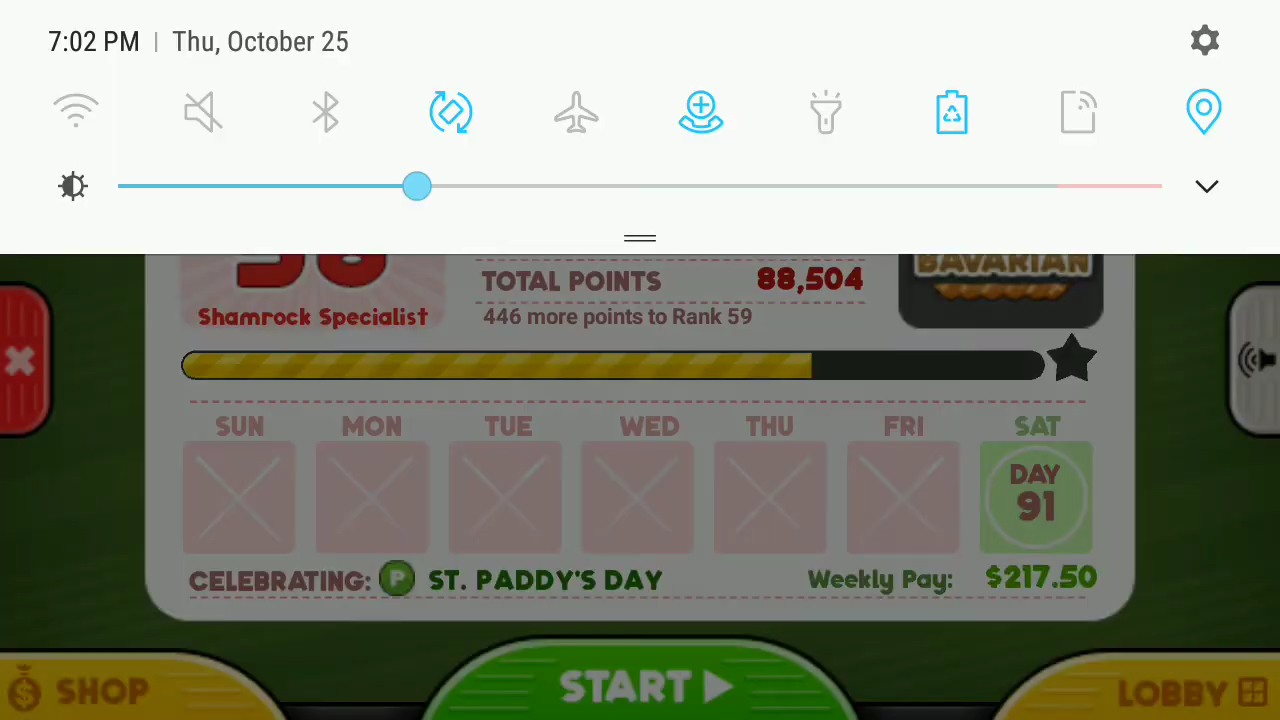 7:02 PM | Thu, October 25
BAVARIAN
TOTAL POINTS 88,504
Shamrock Specialist
446 more points to Rank 59
SUN MON TUE WED THU FRI SAT
DAY
91
CELEBRATING: P ST. PADDY'S DAY Weekly Pay: $217.50
$ SHOP
START
LOBBY